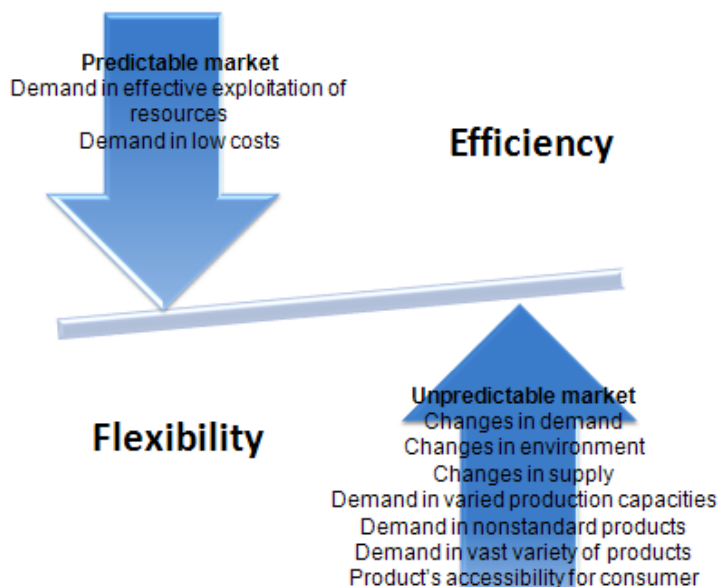 Predictable market
Demand in effective exploitation of
resources
Demand in low costs
Efficiency
Flexibility
Unpredictable market
Changes in demand
Changes in environment
Changes in supply
Demand in varied production capacities
Demand in nonstandard products
Demand in vast variety of products
Product's accessibility for consumer